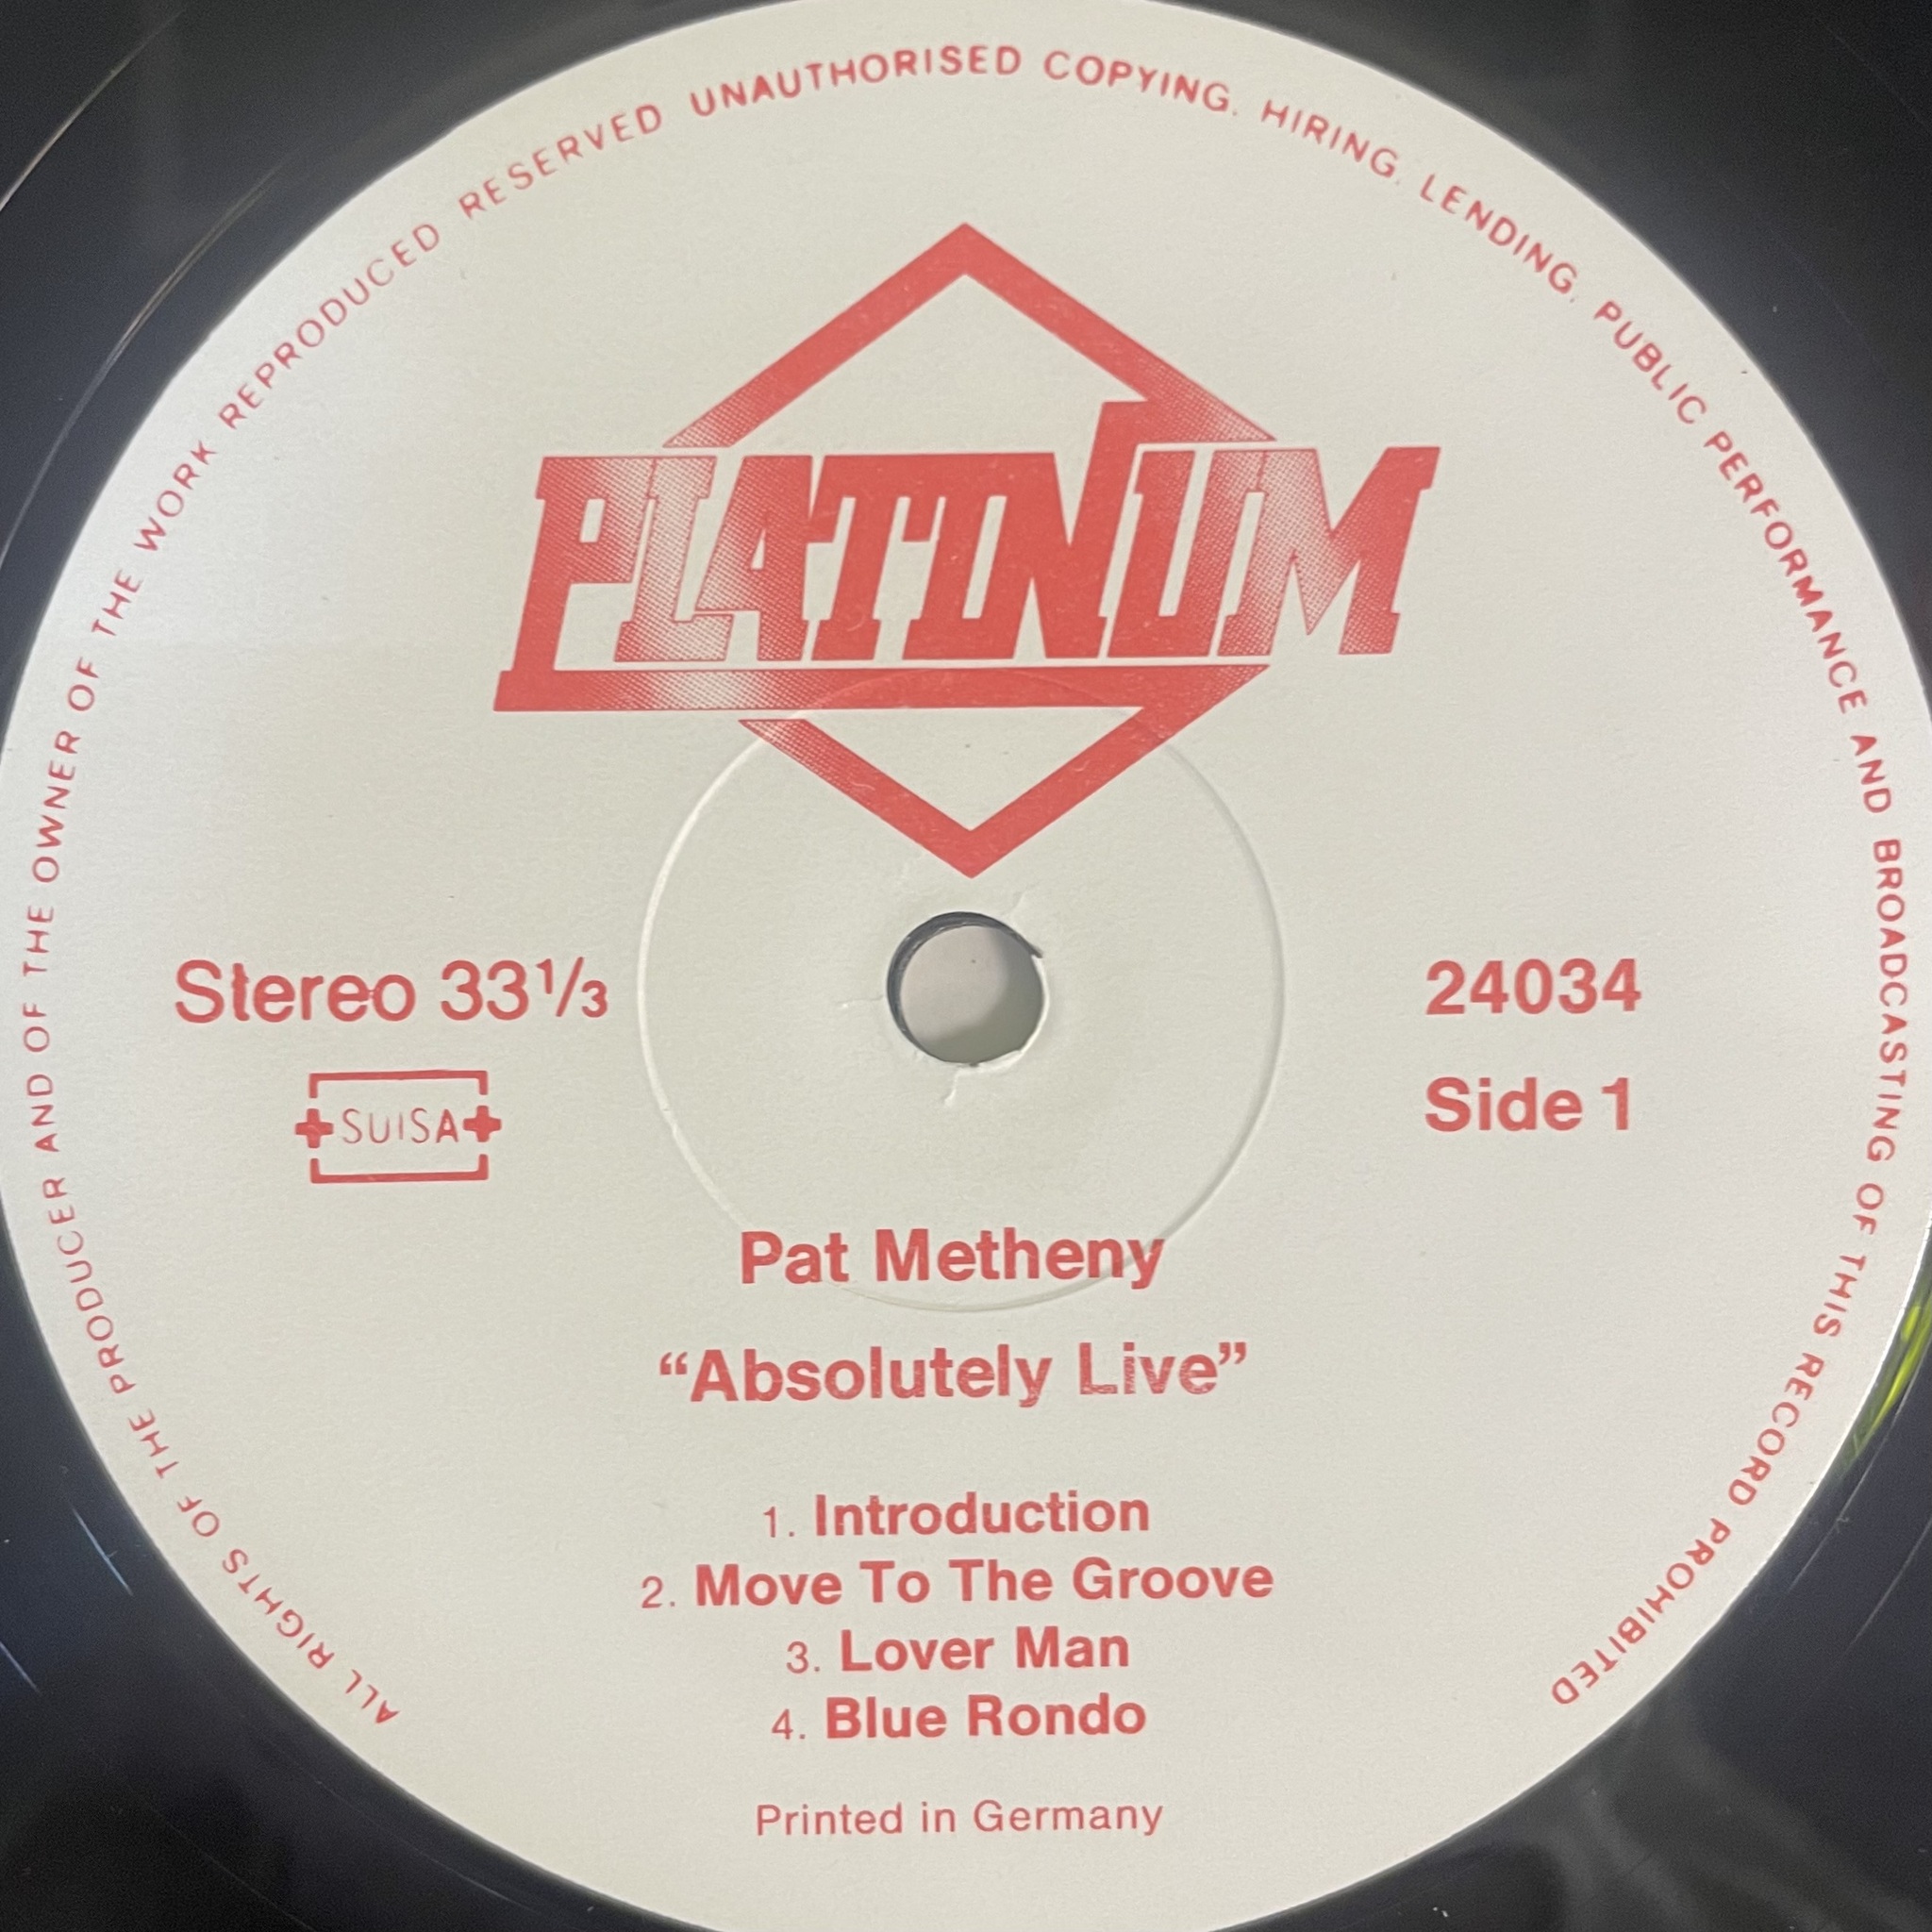 ALL RIGHTS OF THE PRODUCER AND OF THE OWNER OF THE WORK REPRODUCED RESERVED UNAUTHORISED COPYING. HIRING. LENDING. PUBLIC PERFORMANCE AND BROADCASTING OF THIS RECORD PROHIBITED
PLATINUM
Stereo 33⅓
24034
SUISA
Side 1
Pat Metheny
“Absolutely Live”
1. Introduction
2. Move To The Groove
3. Lover Man
4. Blue Rondo
Printed in Germany